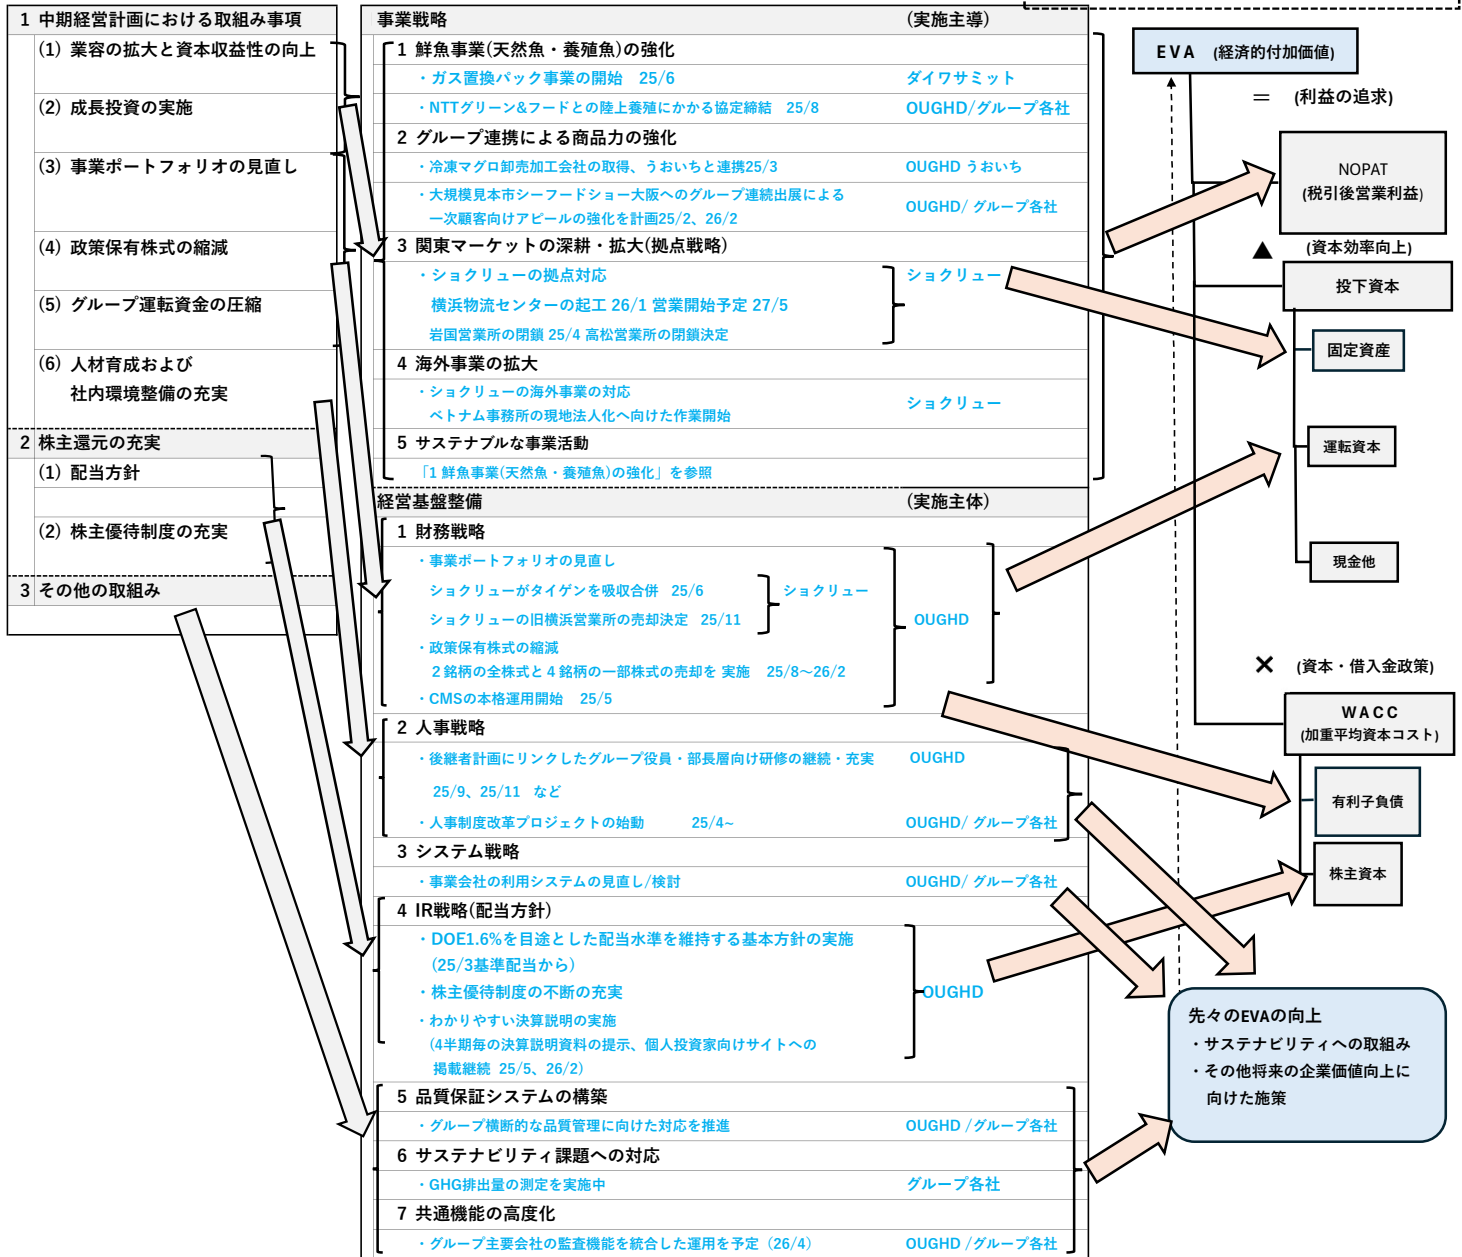 1 中期経営計画における取組み事項
(1) 業容の拡大と資本収益性の向上
(2) 成長投資の実施
(3) 事業ポートフォリオの見直し
(4) 政策保有株式の縮減
(5) グループ運転資金の圧縮
(6) 人材育成および
社内環境整備の充実
2 株主還元の充実
(1) 配当方針
(2) 株主優待制度の充実
3 その他の取組み
事業戦略 (実施主導)
1 鮮魚事業(天然魚・養殖魚)の強化
・ガス置換パック事業の開始 25/6 ダイワサミット
・NTTグリーン&フードとの陸上養殖にかかる協定締結 25/8 OUGHD/グループ各社
2 グループ連携による商品力の強化
・冷凍マグロ卸売加工会社の取得、うおいちと連携25/3 OUGHD うおいち
・大規模見本市シーフードショー大阪へのグループ連続出展による
一次顧客向けアピールの強化を計画25/2、26/2 OUGHD/ グループ各社
3 関東マーケットの深耕・拡大(拠点戦略)
・ショクリューの拠点対応 ショクリュー
横浜物流センターの起工 26/1 営業開始予定 27/5
岩国営業所の閉鎖 25/4 高松営業所の閉鎖決定
4 海外事業の拡大
・ショクリューの海外事業の対応
ベトナム事務所の現地法人化へ向けた作業開始 ショクリュー
5 サステナブルな事業活動
「1 鮮魚事業(天然魚・養殖魚)の強化」を参照
経営基盤整備 (実施主体)
1 財務戦略
・事業ポートフォリオの見直し
ショクリューがタイゲンを吸収合併 25/6 ショクリュー
ショクリューの旧横浜営業所の売却決定 25/11 OUGHD
・政策保有株式の縮減
２銘柄の全株式と４銘柄の一部株式の売却を 実施 25/8～26/2
・CMSの本格運用開始 25/5
2 人事戦略
・後継者計画にリンクしたグループ役員・部長層向け研修の継続・充実 OUGHD
25/9、25/11 など
・人事制度改革プロジェクトの始動 25/4~ OUGHD/ グループ各社
3 システム戦略
・事業会社の利用システムの見直し/検討 OUGHD/ グループ各社
4 IR戦略(配当方針)
・DOE1.6%を目途とした配当水準を維持する基本方針の実施
(25/3基準配当から)
・株主優待制度の不断の充実 OUGHD
・わかりやすい決算説明の実施
(4半期毎の決算説明資料の提示、個人投資家向けサイトへの
掲載継続 25/5、26/2)
5 品質保証システムの構築
・グループ横断的な品質管理に向けた対応を推進 OUGHD /グループ各社
6 サステナビリティ課題への対応
・GHG排出量の測定を実施中 グループ各社
7 共通機能の高度化
・グループ主要会社の監査機能を統合した運用を予定（26/4） OUGHD /グループ各社
EVA (経済的付加価値)
＝ (利益の追求)
NOPAT
(税引後営業利益)
▲ (資本効率向上)
投下資本
固定資産
運転資本
現金他
✕ (資本・借入金政策)
WACC
(加重平均資本コスト)
有利子負債
株主資本
先々のEVAの向上
・サステナビリティへの取組み
・その他将来の企業価値向上に
向けた施策